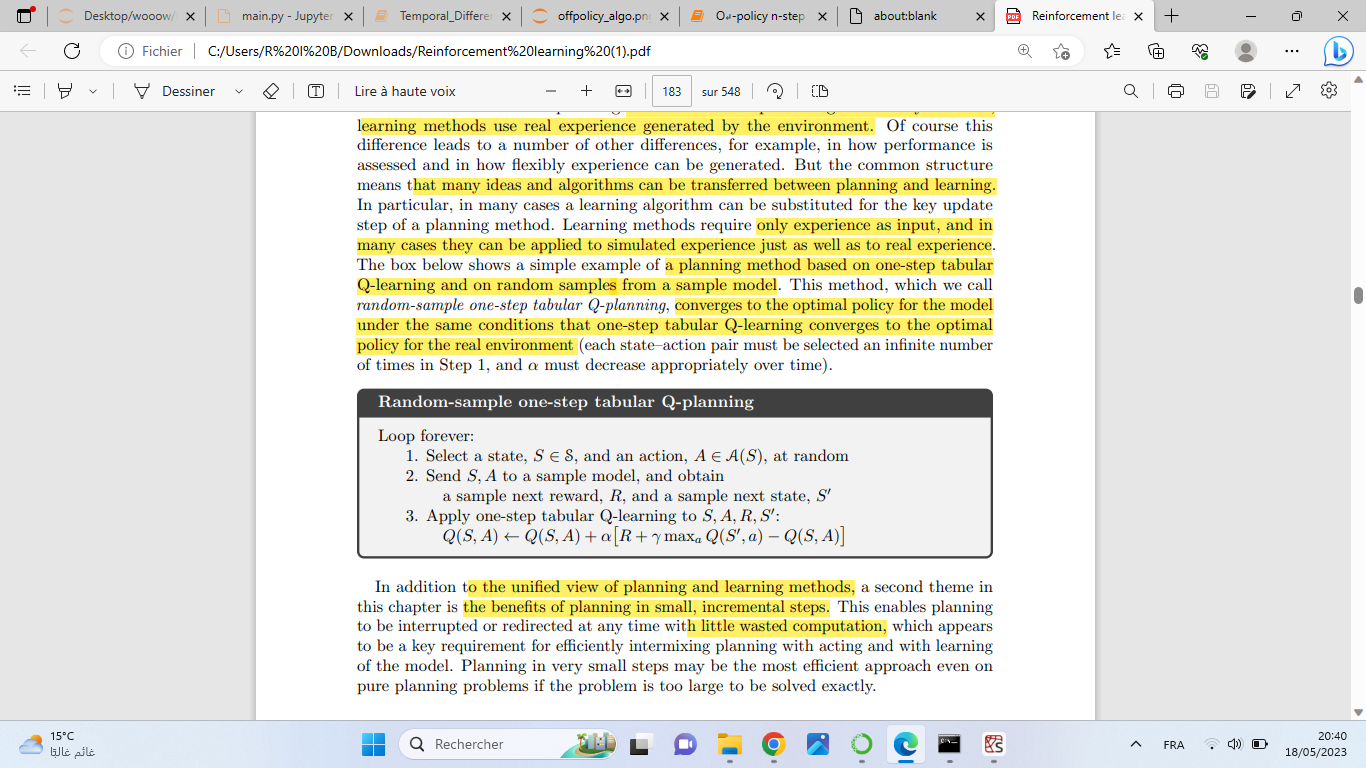 Desktop/wooow/
main.py - Jupyter
Temporal_Differe
offpolicy_algo.pn
about:blank
Reinforcement lea
Fichier
C:/Users/R%20I%20B/Downloads/Reinforcement%20learning%20(1).pdf
Dessiner
Lire à haute voix
183
sur 548
learning methods use real experience generated by the environment. Of course this
difference leads to a number of other differences, for example, in how performance is
assessed and in how flexibly experience can be generated. But the common structure
means that many ideas and algorithms can be transferred between planning and learning.
In particular, in many cases a learning algorithm can be substituted for the key update
step of a planning method. Learning methods require only experience as input, and in
many cases they can be applied to simulated experience just as well as to real experience.
The box below shows a simple example of a planning method based on one-step tabular
Q-learning and on random samples from a sample model. This method, which we call
random-sample one-step tabular Q-planning, converges to the optimal policy for the model
under the same conditions that one-step tabular Q-learning converges to the optimal
policy for the real environment (each state–action pair must be selected an infinite number
of times in Step 1, and α must decrease appropriately over time).
Random-sample one-step tabular Q-planning
Loop forever:
1. Select a state, S ∈ 𝒮, and an action, A ∈ 𝒜(S), at random
2. Send S, A to a sample model, and obtain
a sample next reward, R, and a sample next state, S′
3. Apply one-step tabular Q-learning to S, A, R, S′:
Q(S, A) ← Q(S, A) + α[R + γ maxₐ Q(S′, a) − Q(S, A)]
In addition to the unified view of planning and learning methods, a second theme in
this chapter is the benefits of planning in small, incremental steps. This enables planning
to be interrupted or redirected at any time with little wasted computation, which appears
to be a key requirement for efficiently intermixing planning with acting and with learning
of the model. Planning in very small steps may be the most efficient approach even on
pure planning problems if the problem is too large to be solved exactly.
15°C
غائم غالبًا
Rechercher
FRA
20:40
18/05/2023